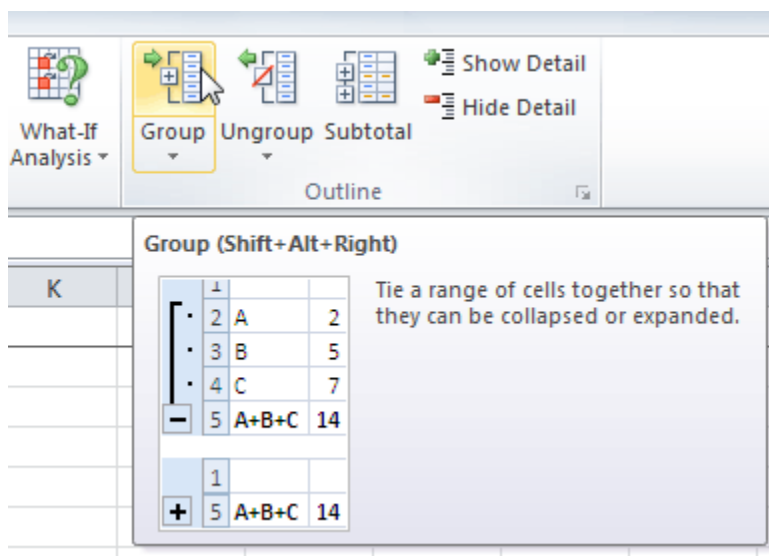 What-If
Analysis
Group
Ungroup
Subtotal
Show Detail
Hide Detail
Outline
Group (Shift+Alt+Right)
K
1
2 A 2
3 B 5
4 C 7
5 A+B+C 14
1
5 A+B+C 14
Tie a range of cells together so that
they can be collapsed or expanded.